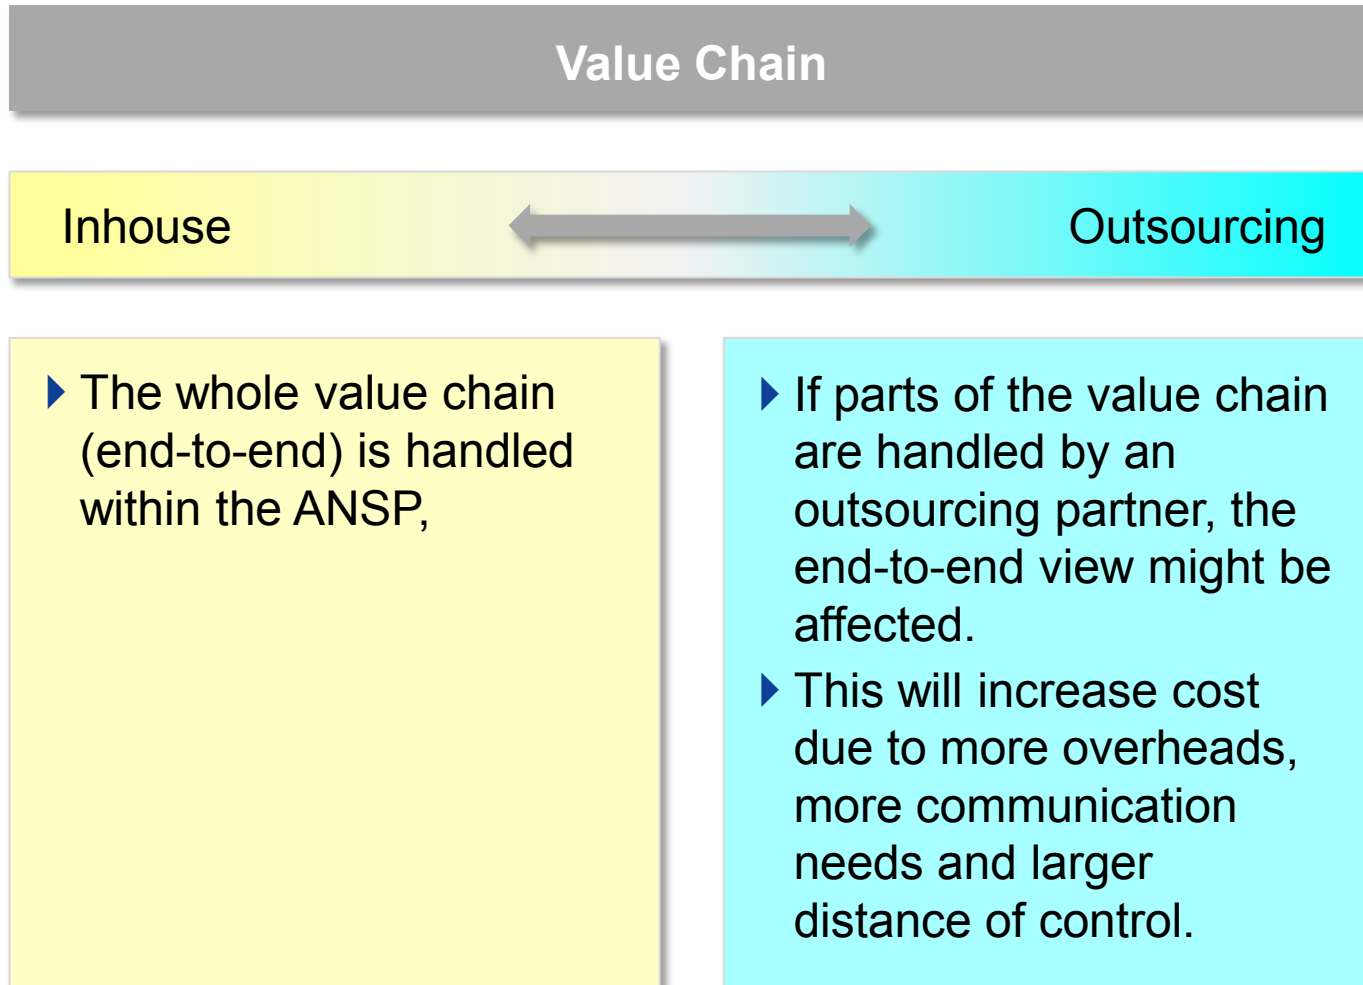 Value Chain
Inhouse
Outsourcing
The whole value chain
(end-to-end) is handled
within the ANSP,
If parts of the value chain
are handled by an
outsourcing partner, the
end-to-end view might be
affected.
This will increase cost
due to more overheads,
more communication
needs and larger
distance of control.